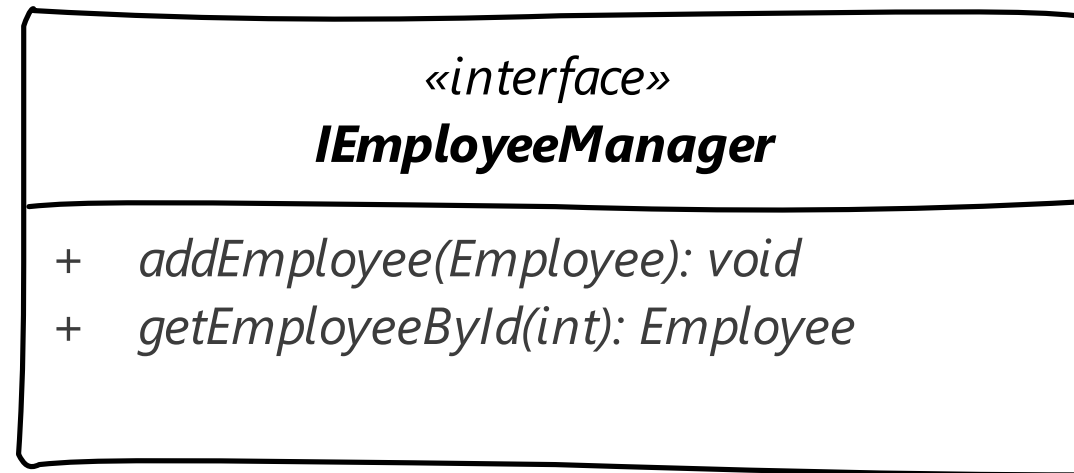 «interface»
IEmployeeManager
+ addEmployee(Employee): void
+ getEmployeeById(int): Employee